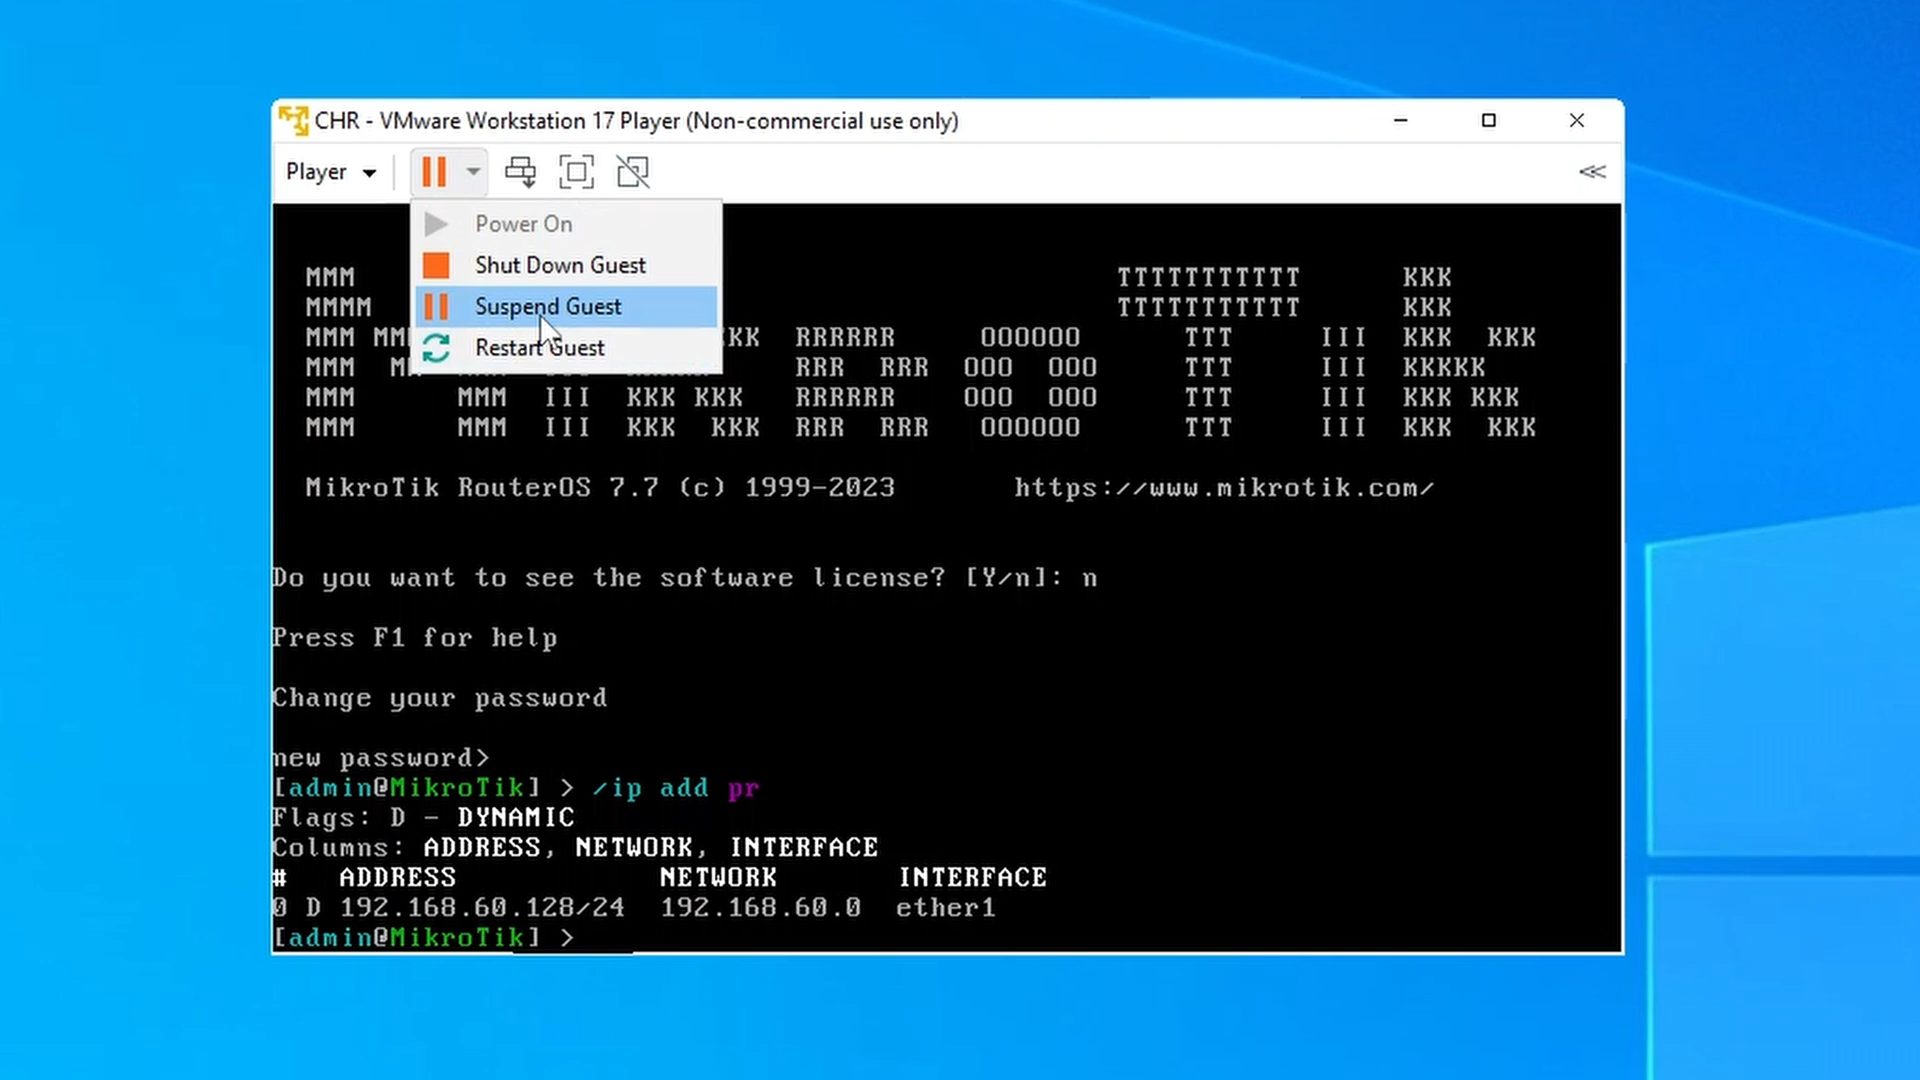 CHR - VMware Workstation 17 Player (Non-commercial use only)
Player
Power On
Shut Down Guest
Suspend Guest
Restart Guest
MMM TTTTTTTTTTT KKK
MMMM TTTTTTTTTTT KKK
MMM MM KK RRRRRR OOOOOO TTT III KKK KKK
MMM M RRR RRR OOO OOO TTT III KKKKK
MMM MMM III KKK KKK RRRRRR OOO OOO TTT III KKK KKK
MMM MMM III KKK KKK RRR RRR OOOOOO TTT III KKK KKK
MikroTik RouterOS 7.7 (c) 1999-2023 https://www.mikrotik.com/
Do you want to see the software license? [Y/n]: n
Press F1 for help
Change your password
new password>
[admin@MikroTik] > /ip add pr
Flags: D - DYNAMIC
Columns: ADDRESS, NETWORK, INTERFACE
# ADDRESS NETWORK INTERFACE
0 D 192.168.60.128/24 192.168.60.0 ether1
[admin@MikroTik] >